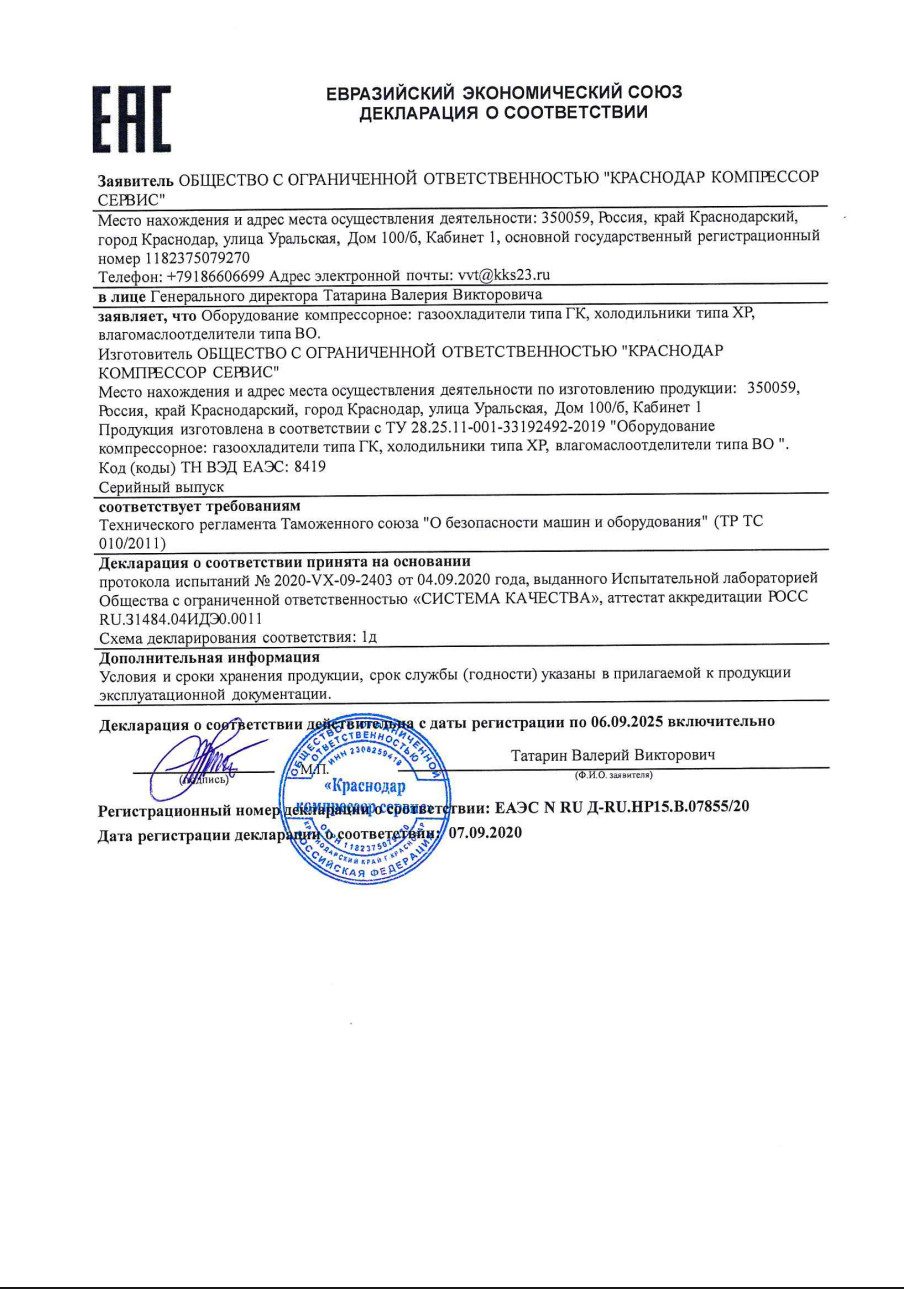 ЕАС
ЕВРАЗИЙСКИЙ ЭКОНОМИЧЕСКИЙ СОЮЗ
ДЕКЛАРАЦИЯ О СООТВЕТСТВИИ
Заявитель ОБЩЕСТВО С ОГРАНИЧЕННОЙ ОТВЕТСТВЕННОСТЬЮ "КРАСНОДАР КОМПРЕССОР
СЕРВИС"
Место нахождения и адрес места осуществления деятельности: 350059, Россия, край Краснодарский,
город Краснодар, улица Уральская, Дом 100/б, Кабинет 1, основной государственный регистрационный
номер 1182375079270
Телефон: +79186606699 Адрес электронной почты: vvt@kks23.ru
в лице Генерального директора Татарина Валерия Викторовича
заявляет, что Оборудование компрессорное: газоохладители типа ГК, холодильники типа ХР,
влагомаслоотделители типа ВО.
Изготовитель ОБЩЕСТВО С ОГРАНИЧЕННОЙ ОТВЕТСТВЕННОСТЬЮ "КРАСНОДАР
КОМПРЕССОР СЕРВИС"
Место нахождения и адрес места осуществления деятельности по изготовлению продукции: 350059,
Россия, край Краснодарский, город Краснодар, улица Уральская, Дом 100/б, Кабинет 1
Продукция изготовлена в соответствии с ТУ 28.25.11-001-33192492-2019 "Оборудование
компрессорное: газоохладители типа ГК, холодильники типа ХР, влагомаслоотделители типа ВО ".
Код (коды) ТН ВЭД ЕАЭС: 8419
Серийный выпуск
соответствует требованиям
Технического регламента Таможенного союза "О безопасности машин и оборудования" (ТР ТС
010/2011)
Декларация о соответствии принята на основании
протокола испытаний № 2020-VX-09-2403 от 04.09.2020 года, выданного Испытательной лабораторией
Общества с ограниченной ответственностью «СИСТЕМА КАЧЕСТВА», аттестат аккредитации РОСС
RU.31484.04ИДЭ0.0011
Схема декларирования соответствия: 1д
Дополнительная информация
Условия и сроки хранения продукции, срок службы (годности) указаны в прилагаемой к продукции
эксплуатационной документации.
Декларация о соответствии действительна с даты регистрации по 06.09.2025 включительно
Татарин Валерий Викторович
(подпись)
М.П.
(Ф.И.О. заявителя)
ОБЩЕСТВО С ОГРАНИЧЕННОЙ
ОТВЕТСТВЕННОСТЬЮ
ИНН 2308259418
«Краснодар
компрессор сервис»
ОГРН 1182375079270
КРАСНОДАРСКИЙ КРАЙ Г.КРАСНОДАР
РОССИЙСКАЯ ФЕДЕРАЦИЯ
Регистрационный номер декларации о соответствии: ЕАЭС N RU Д-RU.НР15.В.07855/20
Дата регистрации декларации о соответствии: 07.09.2020